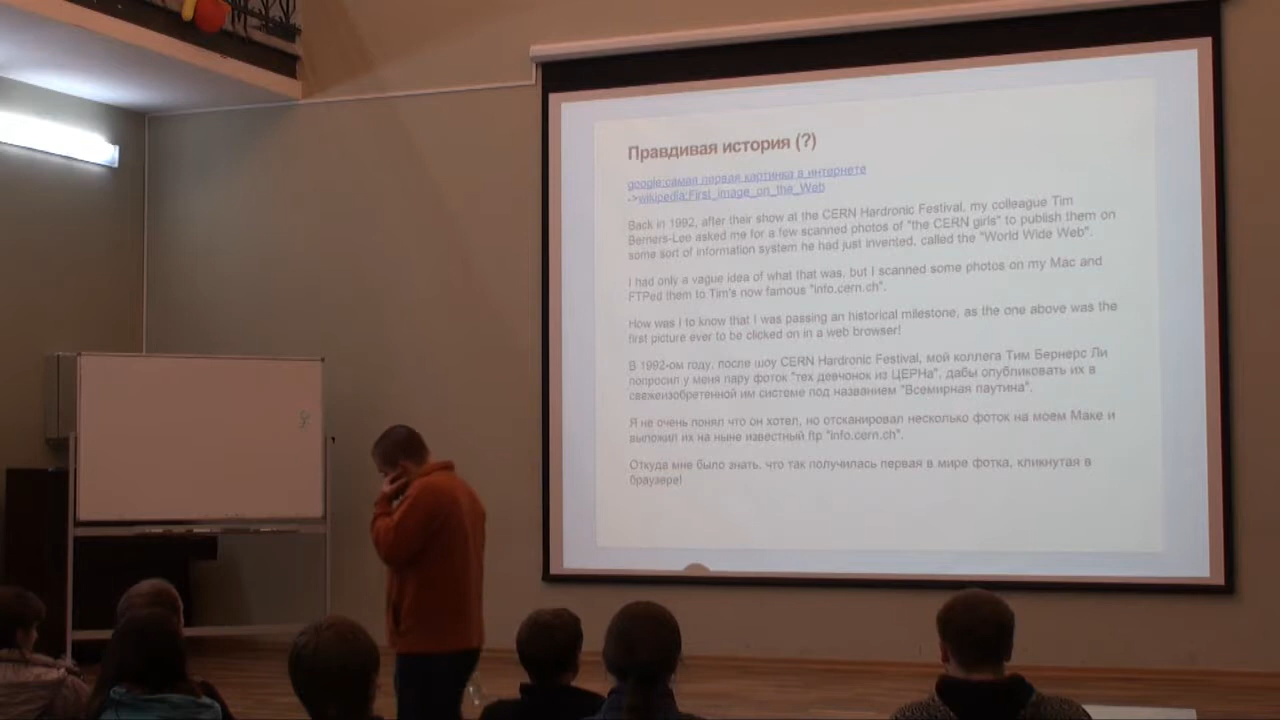 Правдивая история (?)
google:самая первая картинка в интернете
->wikipedia:First_image_on_the_Web
Back in 1992, after their show at the CERN Hardronic Festival, my colleague Tim
Berners-Lee asked me for a few scanned photos of "the CERN girls" to publish them on
some sort of information system he had just invented, called the "World Wide Web".
I had only a vague idea of what that was, but I scanned some photos on my Mac and
FTPed them to Tim's now famous "info.cern.ch".
How was I to know that I was passing an historical milestone, as the one above was the
first picture ever to be clicked on in a web browser!
В 1992-ом году, после шоу CERN Hardronic Festival, мой коллега Тим Бернерс Ли
попросил у меня пару фоток "тех девчонок из ЦЕРНа", дабы опубликовать их в
свежеизобретенной им системе под названием "Всемирная паутина".
Я не очень понял что он хотел, но отсканировал несколько фоток на моем Маке и
выложил их на ныне известный ftp "info.cern.ch".
Откуда мне было знать, что так получилась первая в мире фотка, кликнутая в
браузере!